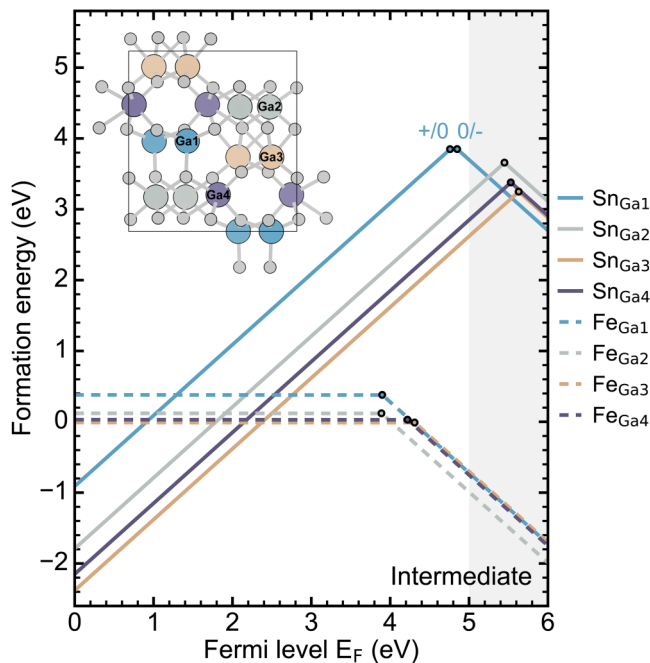 Formation energy (eV)
5
4
3
2
1
0
−1
−2
0 1 2 3 4 5 6
Fermi level E_F (eV)
Ga1
Ga2
Ga3
Ga4
+/0 0/-
Intermediate
Sn_Ga1
Sn_Ga2
Sn_Ga3
Sn_Ga4
Fe_Ga1
Fe_Ga2
Fe_Ga3
Fe_Ga4